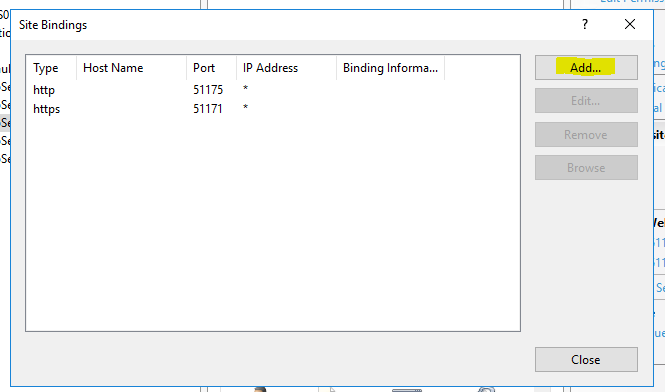 Site Bindings
?
Type Host Name Port IP Address Binding Informa...
http 51175 *
https 51171 *
Add...
Edit...
Remove
Browse
Close